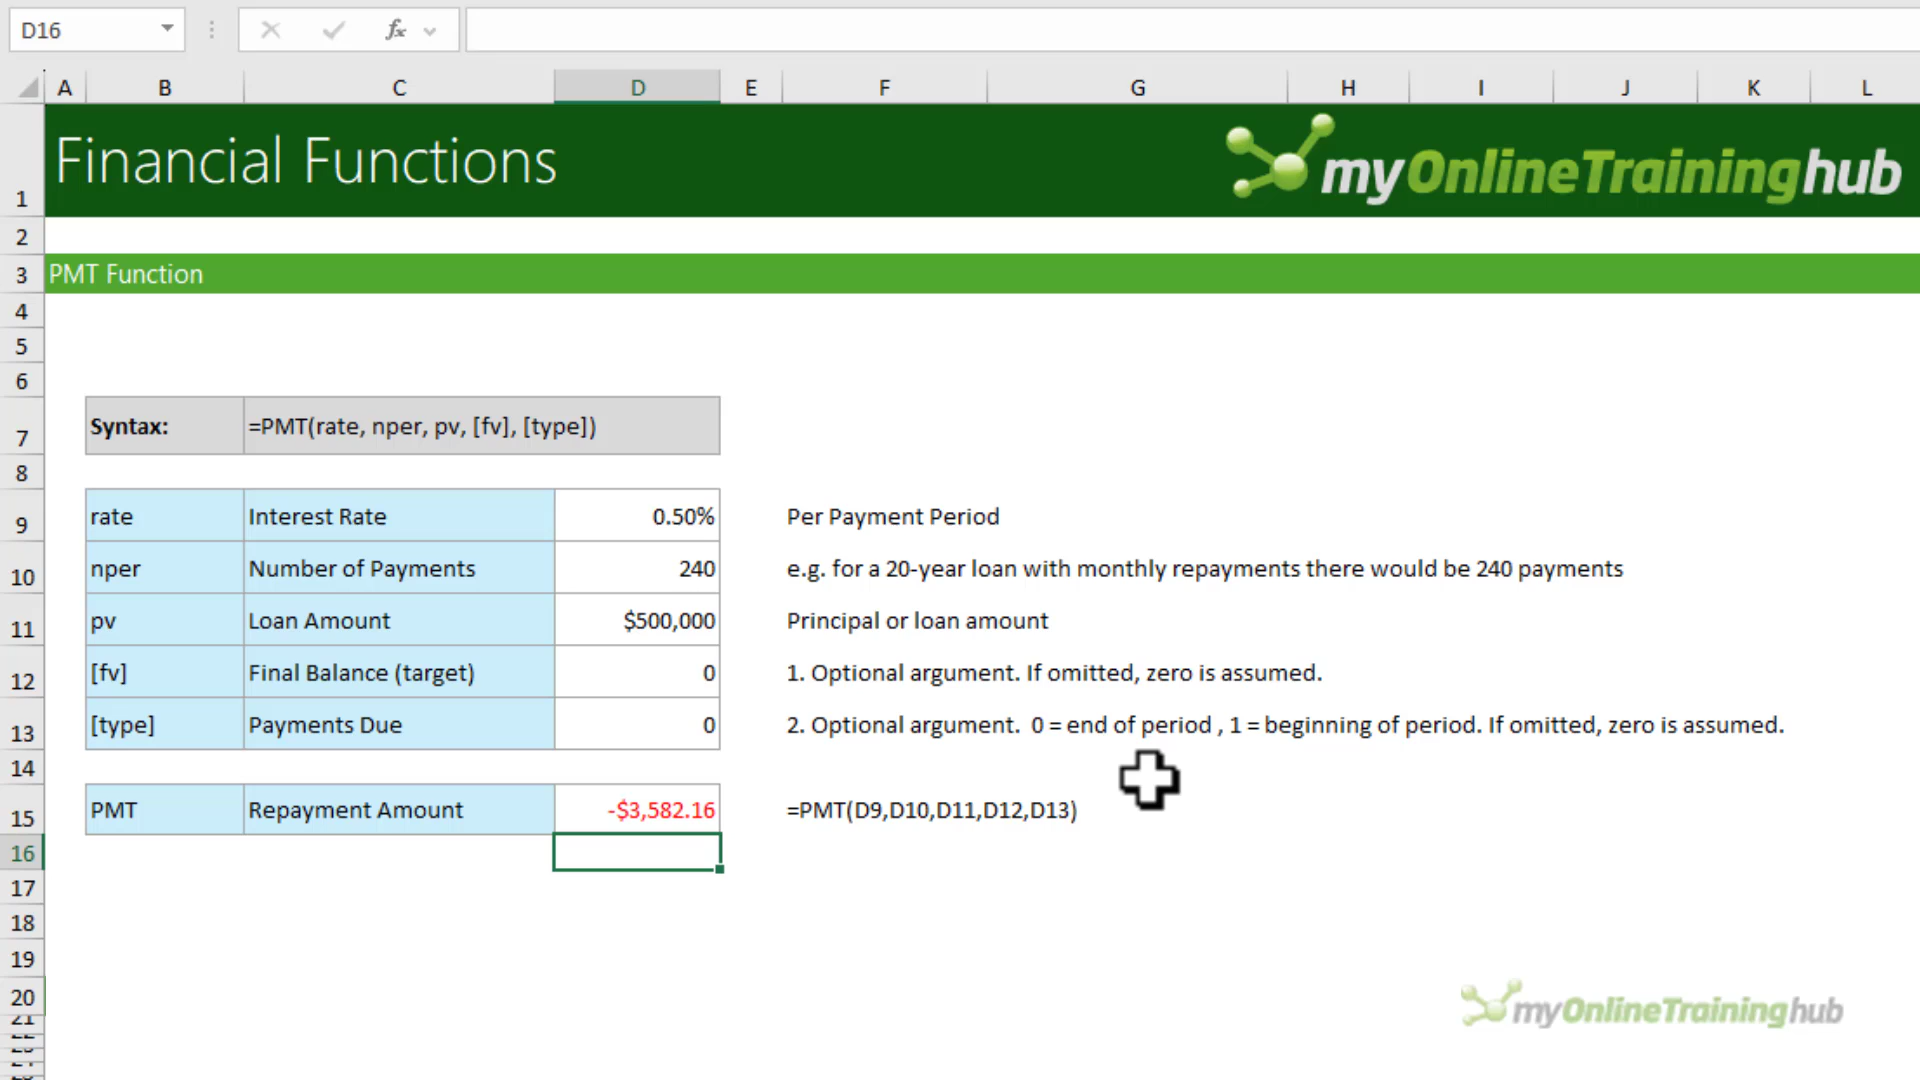 D16
fx
A B C D E F G H I J K L
1 Financial Functions myOnlineTraininghub
2
3 PMT Function
4
5
6
7 Syntax: =PMT(rate, nper, pv, [fv], [type])
8
9 rate Interest Rate 0.50% Per Payment Period
10 nper Number of Payments 240 e.g. for a 20-year loan with monthly repayments there would be 240 payments
11 pv Loan Amount $500,000 Principal or loan amount
12 [fv] Final Balance (target) 0 1. Optional argument. If omitted, zero is assumed.
13 [type] Payments Due 0 2. Optional argument.  0 = end of period , 1 = beginning of period. If omitted, zero is assumed.
14
15 PMT Repayment Amount -$3,582.16 =PMT(D9,D10,D11,D12,D13)
16
17
18
19
20 myOnlineTraininghub
21